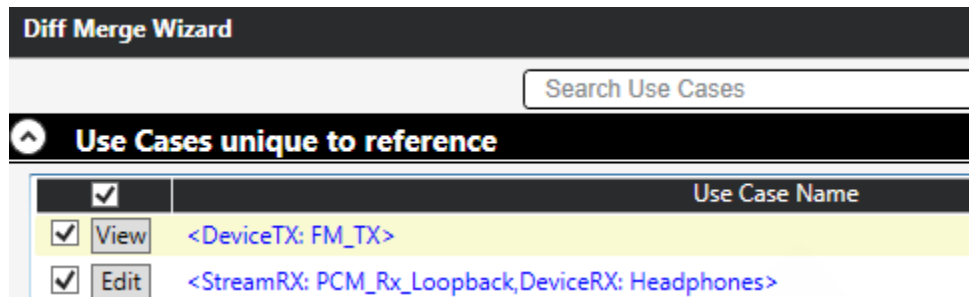 Diff Merge Wizard
Search Use Cases
Use Cases unique to reference
Use Case Name
View <DeviceTX: FM_TX>
Edit <StreamRX: PCM_Rx_Loopback,DeviceRX: Headphones>